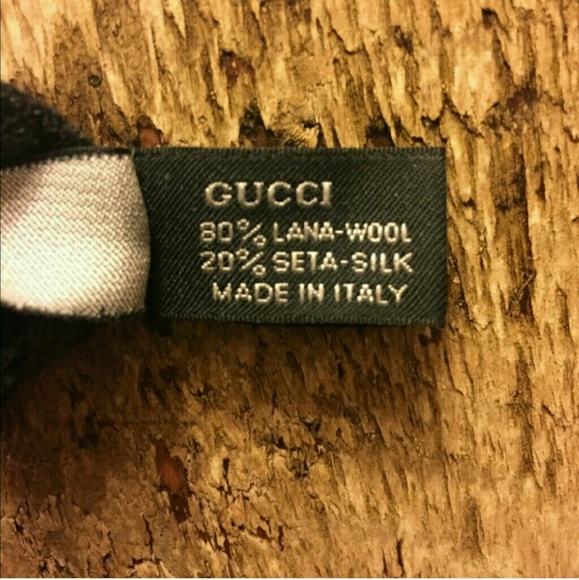 GUCCI
80% LANA-WOOL
20% SETA-SILK
MADE IN ITALY